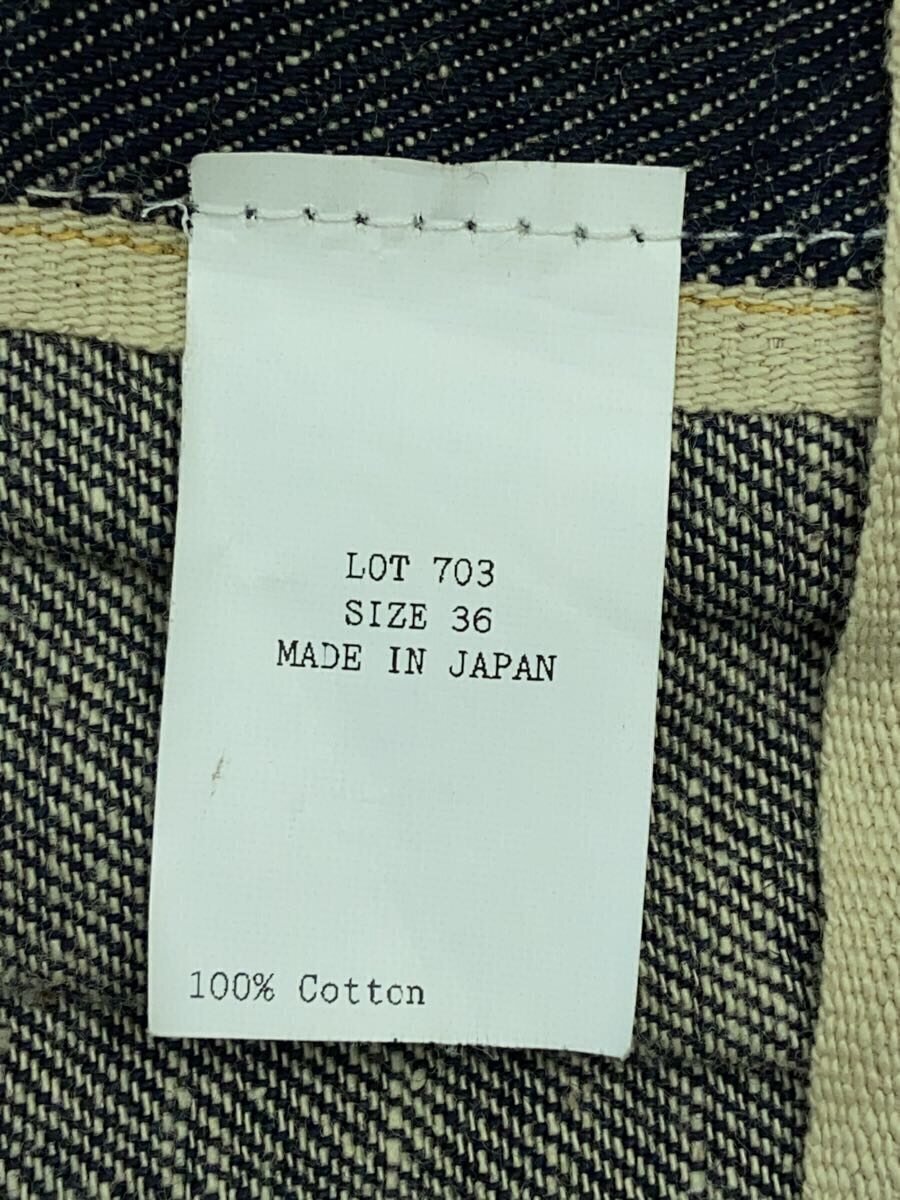 LOT 703
SIZE 36
MADE IN JAPAN
100% Cotton